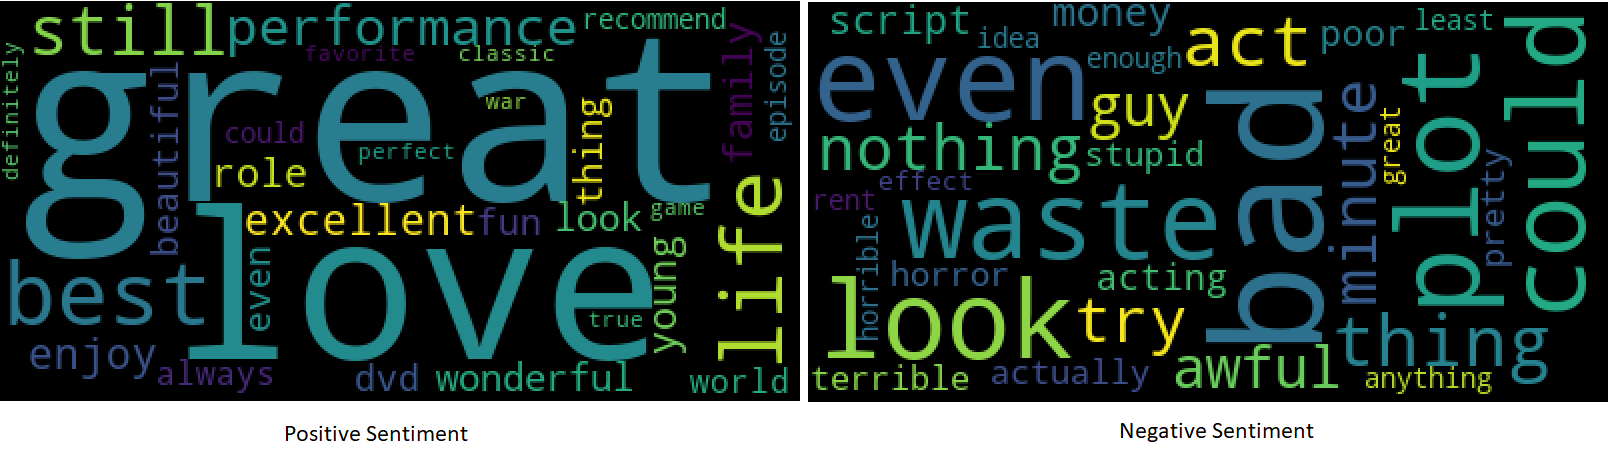 still
performance
recommend
definitely
favorite
classic
family
episode
great
beautiful
war
could
perfect
thing
role
excellent
fun
look
game
life
best
love
even
young
true
enjoy
always
dvd
wonderful
world
Positive Sentiment
script
money
idea
act
poor
least
could
even
enough
guy
plot
bad
minute
great
nothing
stupid
pretty
effect
rent
waste
horrible
horror
acting
look
try
thing
awful
terrible
actually
anything
Negative Sentiment